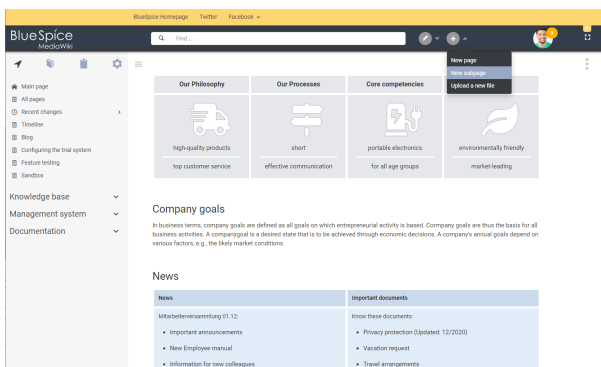 BlueSpice Homepage Twitter Facebook
BlueSpice
MediaWiki
Find ...
New page
New subpage
Upload a new file
Main page
All pages
Recent changes
Timeline
Blog
Configuring the trial system
Feature testing
Sandbox
Knowledge base
Management system
Documentation
Our Philosophy Our Processes Core competencies
high-quality products short portable electronics environmentally friendly
top customer service effective communication for all age groups market-leading
Company goals
In business terms, company goals are defined as all goals on which entrepreneurial activity is based. Company goals are thus the basis for all
business activities. A companygoal is a desired state that is to be achieved through economic decisions. A company's annual goals depend on
various factors, e.g., the likely market conditions.
News
News Important documents
Mitarbeiterversammlung 01.12: Know these documents:
• Important announcements • Privacy protection (Updated: 12/2020)
• New Employee manual • Vacation request
• Information for new colleagues • Travel arrangements